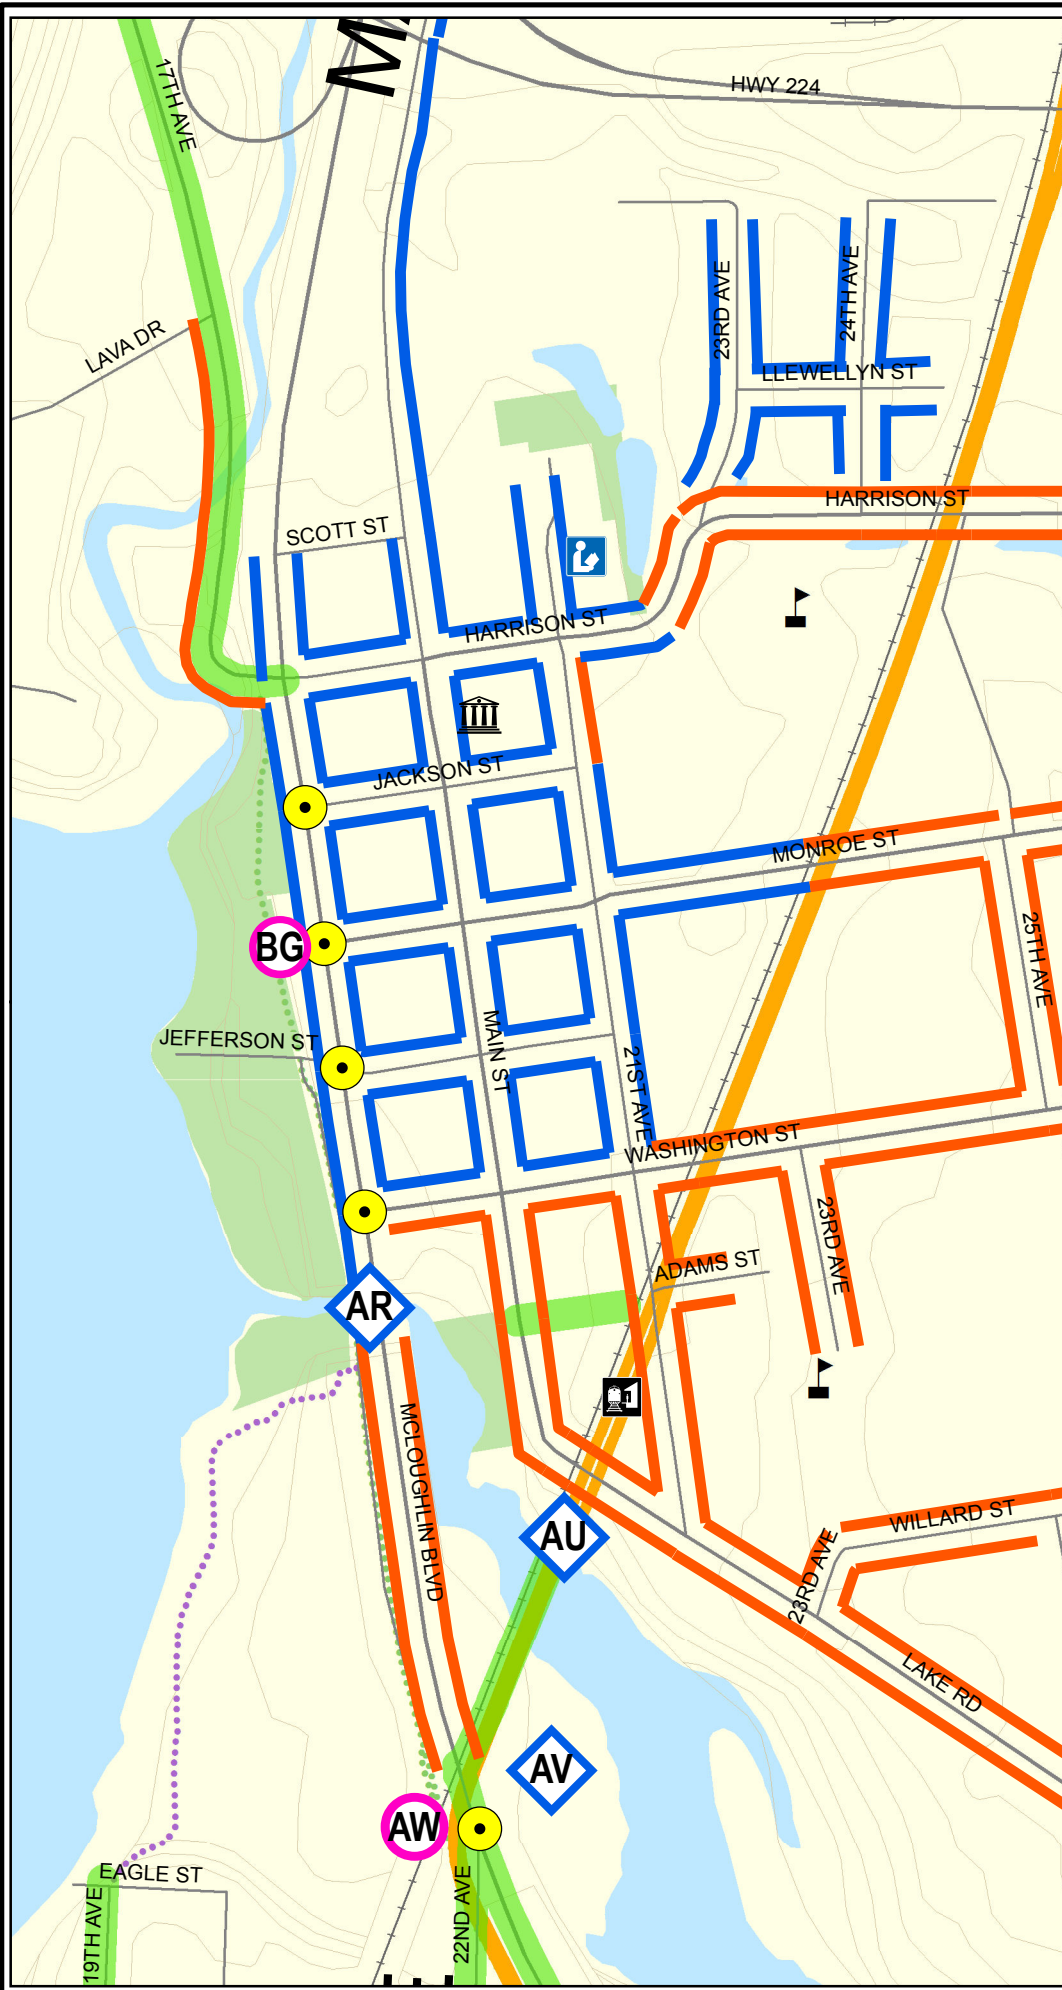 17TH AVE
HWY 224
LAVA DR
23RD AVE
24TH AVE
LLEWELLYN ST
HARRISON ST
SCOTT ST
HARRISON ST
JACKSON ST
MONROE ST
25TH AVE
BG
JEFFERSON ST
MAIN ST
21ST AVE
WASHINGTON ST
23RD AVE
ADAMS ST
AR
MCLOUGHLIN BLVD
WILLARD ST
AU
23RD AVE
LAKE RD
AV
AW
EAGLE ST
19TH AVE
22ND AVE